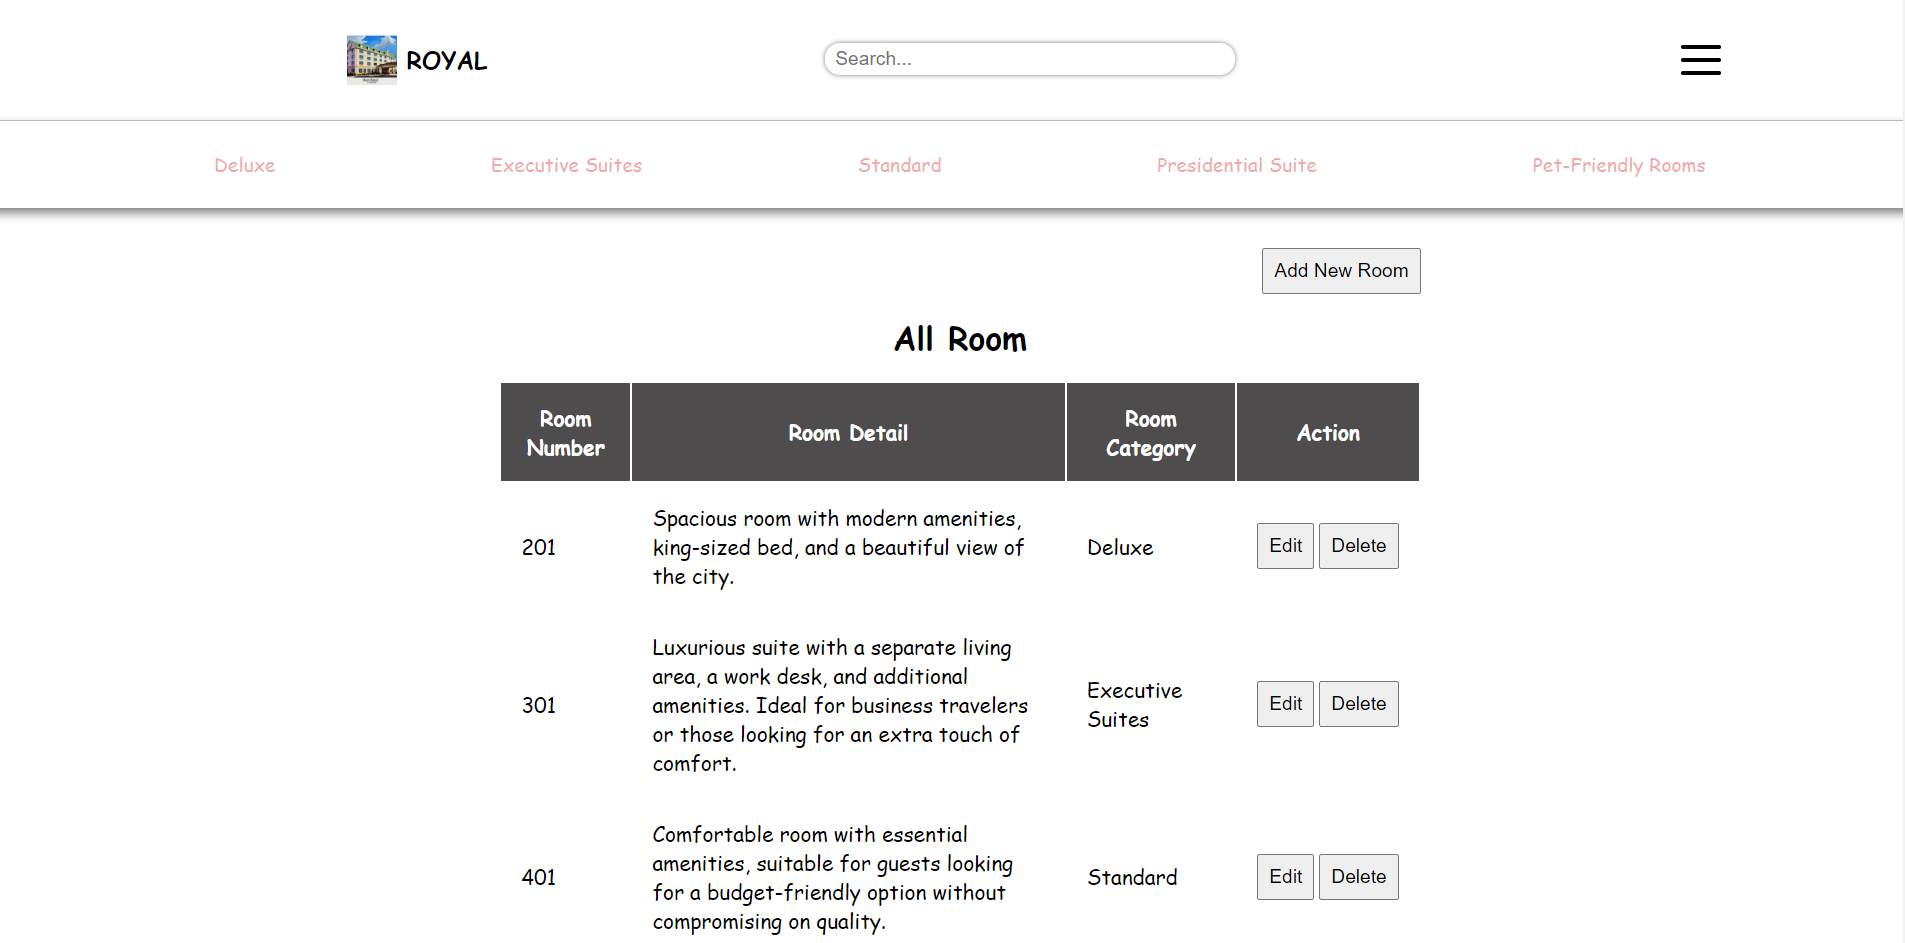 ROYAL
Search...
Deluxe
Executive Suites
Standard
Presidential Suite
Pet-Friendly Rooms
Add New Room
All Room
Room
Number
Room Detail
Room
Category
Action
201
Spacious room with modern amenities,
king-sized bed, and a beautiful view of
the city.
Deluxe
Edit
Delete
301
Luxurious suite with a separate living
area, a work desk, and additional
amenities. Ideal for business travelers
or those looking for an extra touch of
comfort.
Executive
Suites
Edit
Delete
401
Comfortable room with essential
amenities, suitable for guests looking
for a budget-friendly option without
compromising on quality.
Standard
Edit
Delete